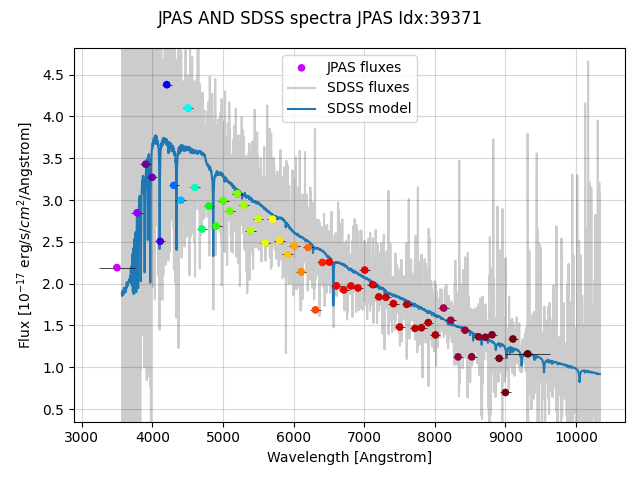 JPAS AND SDSS spectra JPAS Idx:39371
JPAS fluxes
SDSS fluxes
SDSS model
Flux [10^{-17} erg/s/cm^2/Angstrom]
4.5
4.0
3.5
3.0
2.5
2.0
1.5
1.0
0.5
3000 4000 5000 6000 7000 8000 9000 10000
Wavelength [Angstrom]